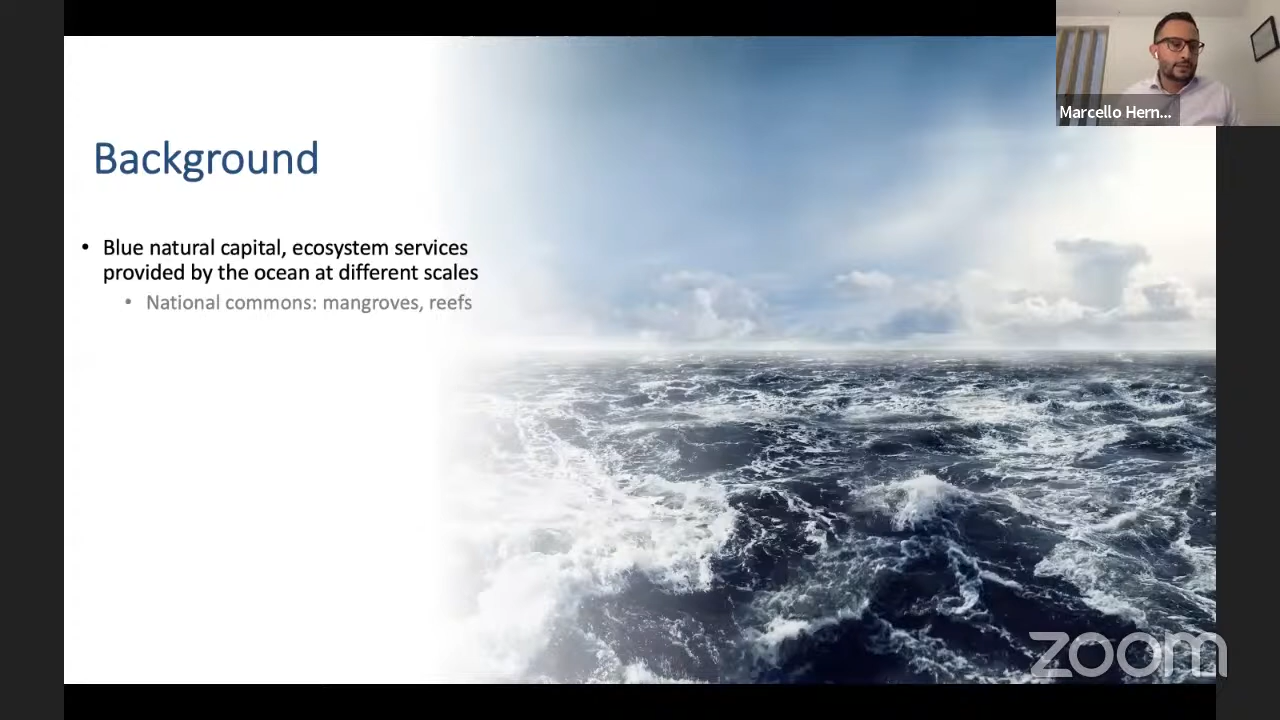 Marcello Hern...
Background
• Blue natural capital, ecosystem services
provided by the ocean at different scales
• National commons: mangroves, reefs
zoom